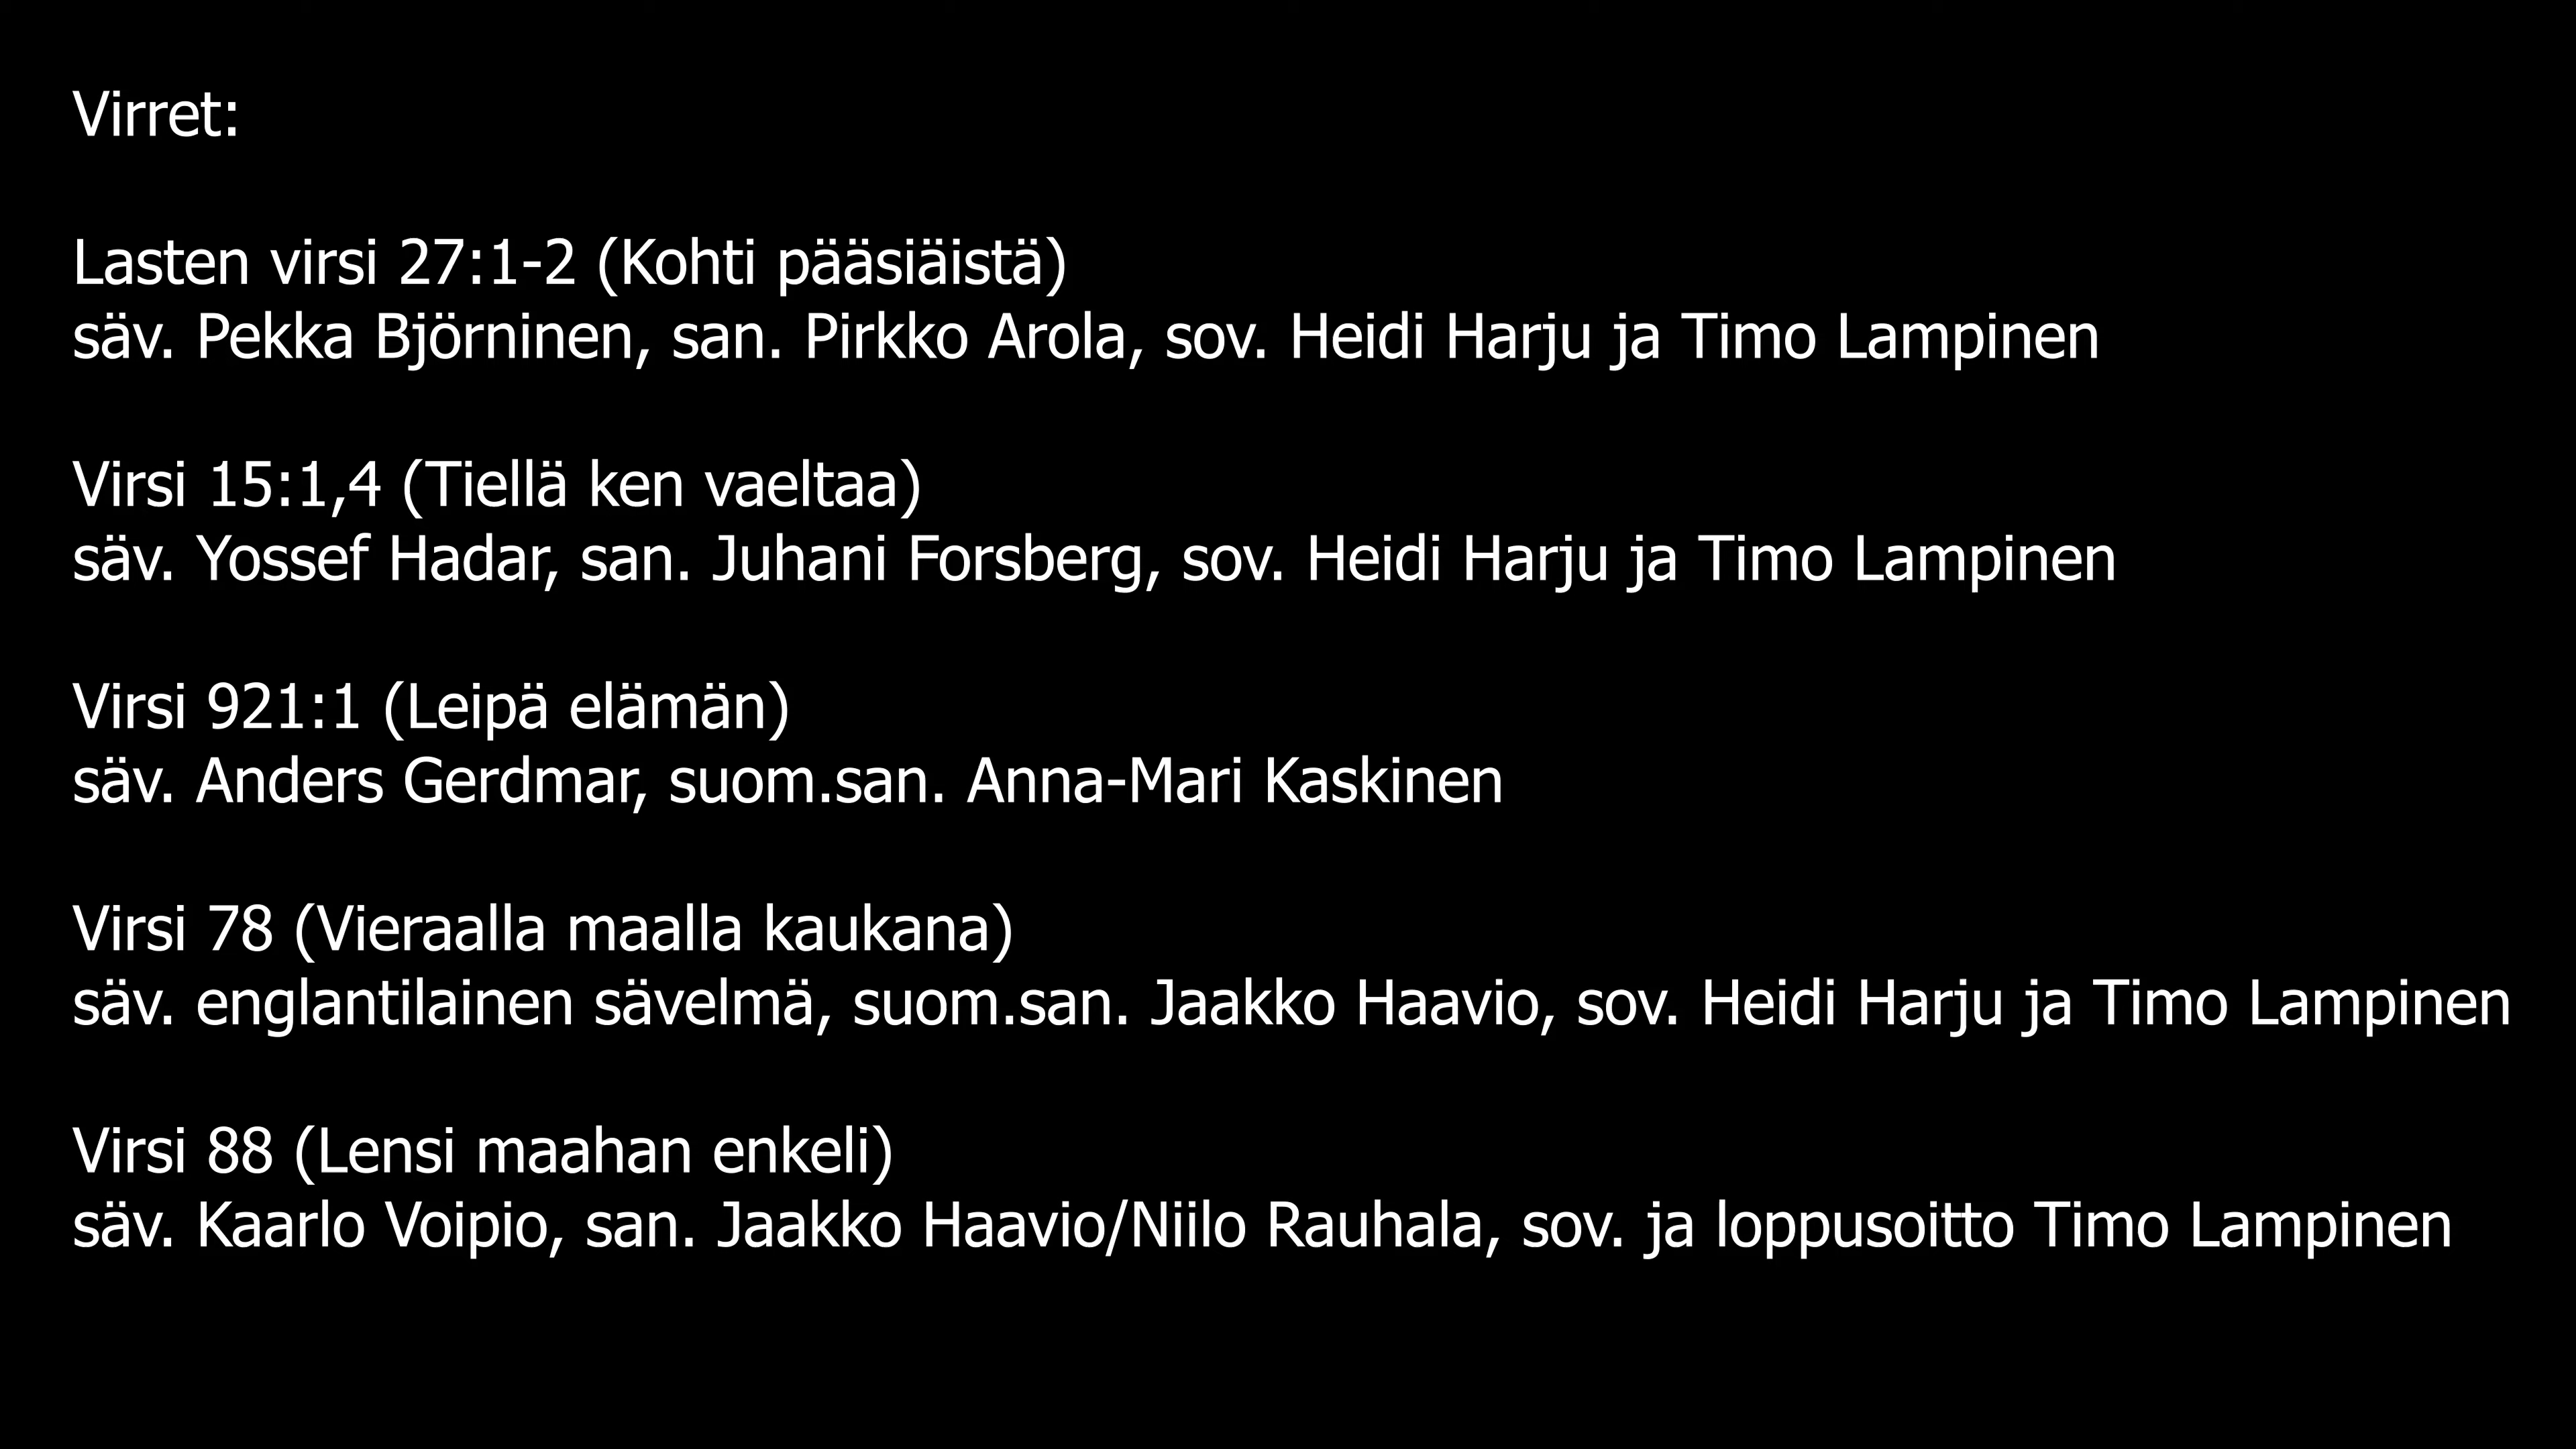 Virret:
Lasten virsi 27:1-2 (Kohti pääsiäistä)
säv. Pekka Björninen, san. Pirkko Arola, sov. Heidi Harju ja Timo Lampinen
Virsi 15:1,4 (Tiellä ken vaeltaa)
säv. Yossef Hadar, san. Juhani Forsberg, sov. Heidi Harju ja Timo Lampinen
Virsi 921:1 (Leipä elämän)
säv. Anders Gerdmar, suom.san. Anna-Mari Kaskinen
Virsi 78 (Vieraalla maalla kaukana)
säv. englantilainen sävelmä, suom.san. Jaakko Haavio, sov. Heidi Harju ja Timo Lampinen
Virsi 88 (Lensi maahan enkeli)
säv. Kaarlo Voipio, san. Jaakko Haavio/Niilo Rauhala, sov. ja loppusoitto Timo Lampinen